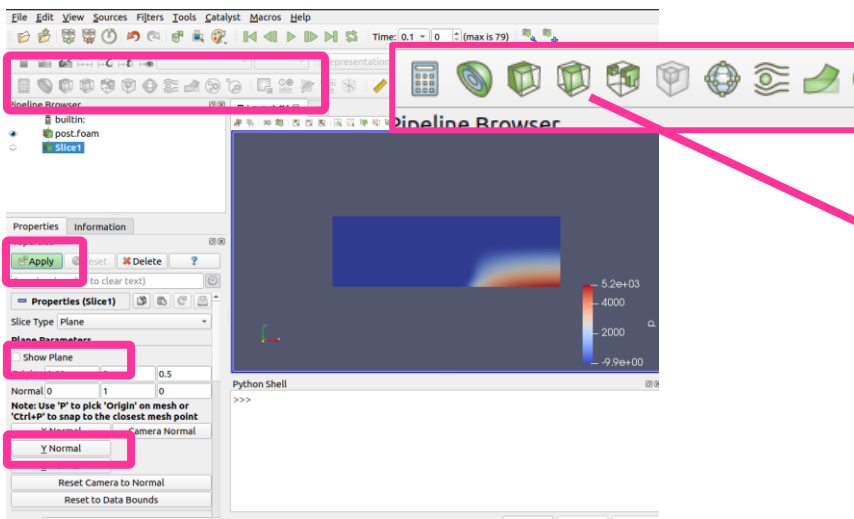 File Edit View Sources Filters Tools Catalyst Macros Help
Time: 0.1 0 (max is 79)
Representation
Pipeline Browser
Pipeline Browser
builtin:
post.foam
Slice1
Properties Information
Apply Reset Delete ?
to clear text)
Properties (Slice1)
Slice Type Plane
Plane Parameters
Show Plane
0.5
Normal 0 1 0
Note: Use 'P' to pick 'Origin' on mesh or
'Ctrl+P' to snap to the closest mesh point
X Normal Camera Normal
Y Normal
Reset Camera to Normal
Reset to Data Bounds
5.2e+03
4000
2000
-9.9e+00
p
Python Shell
>>>